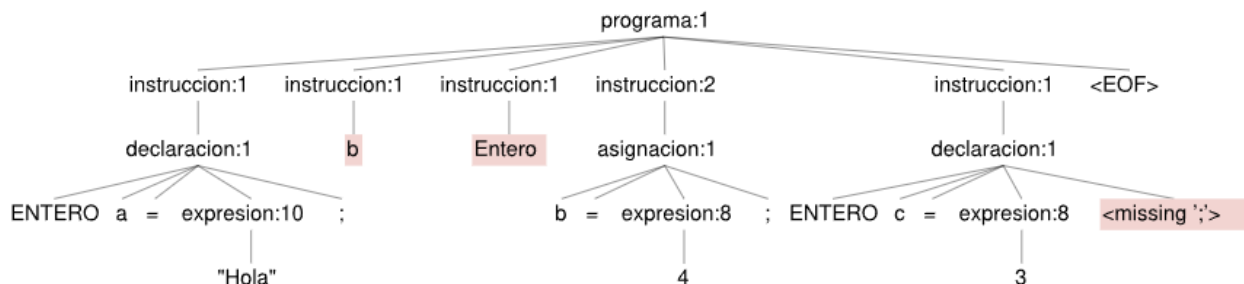 programa:1
instruccion:1 instruccion:1 instruccion:1 instruccion:2 instruccion:1 <EOF>
declaracion:1 b Entero asignacion:1 declaracion:1
ENTERO a = expresion:10 ; b = expresion:8 ; ENTERO c = expresion:8 <missing ';'>
"Hola" 4 3